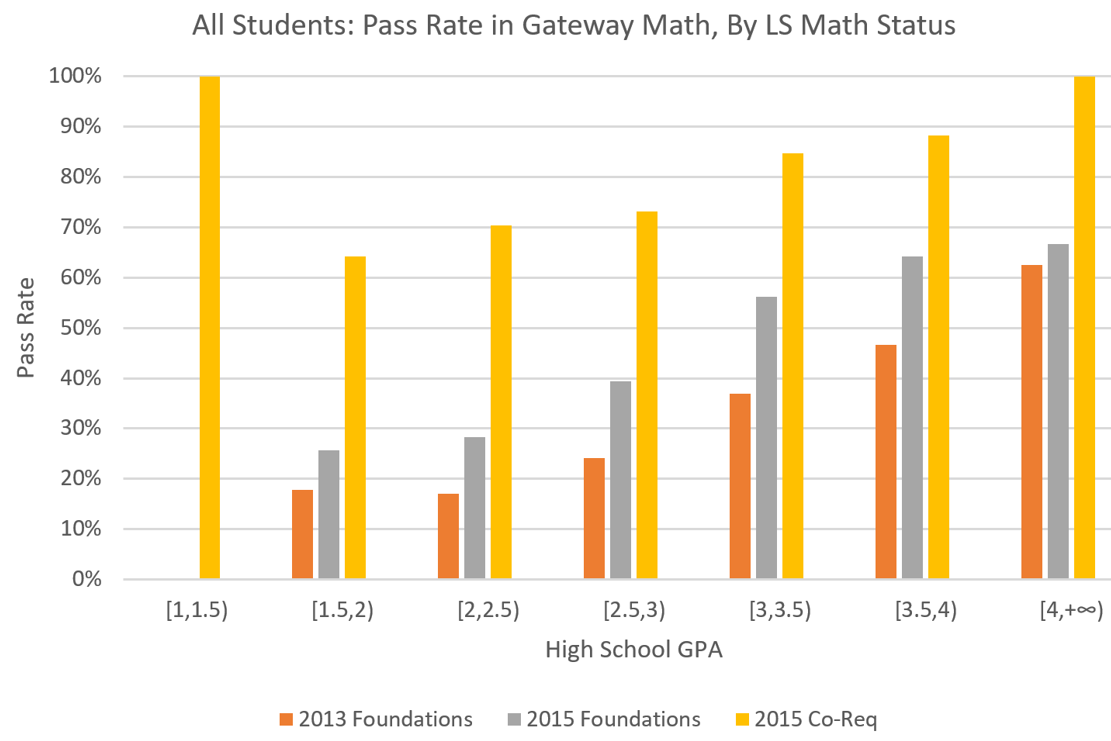 All Students: Pass Rate in Gateway Math, By LS Math Status
100%
90%
80%
70%
60%
50%
40%
30%
20%
10%
0%
Pass Rate
[1,1.5) [1.5,2) [2,2.5) [2.5,3) [3,3.5) [3.5,4) [4,+∞)
High School GPA
2013 Foundations 2015 Foundations 2015 Co-Req